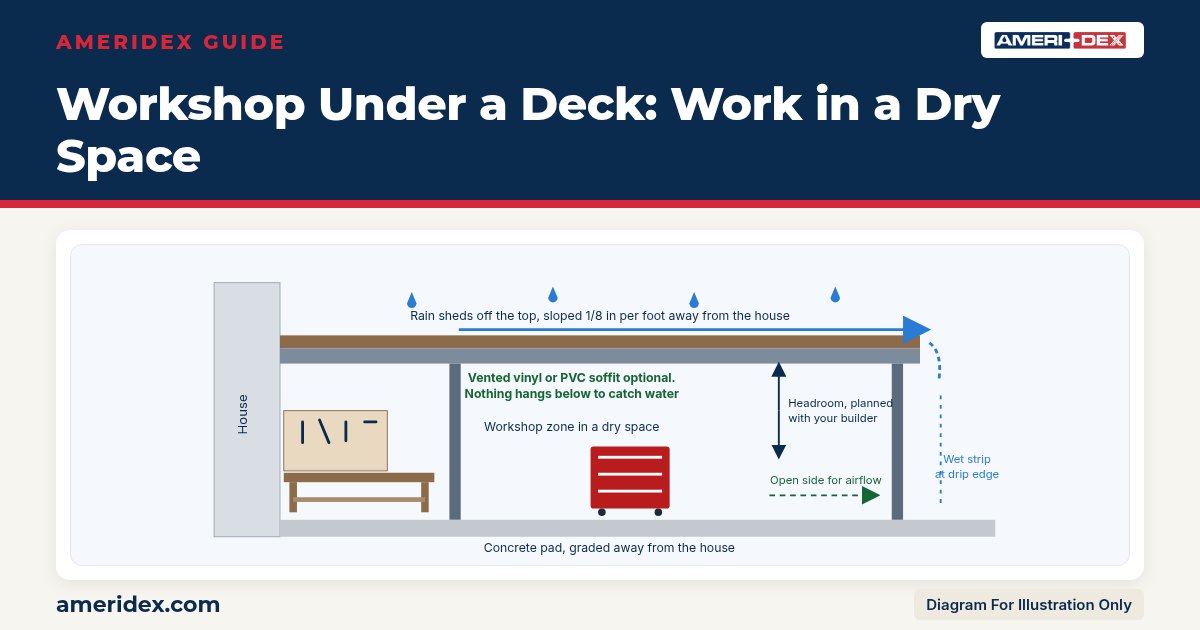 AMERIDEX GUIDE
AMERI-DEX
Workshop Under a Deck: Work in a Dry
Space
Rain sheds off the top, sloped 1/8 in per foot away from the house
Vented vinyl or PVC soffit optional.
Nothing hangs below to catch water
Headroom, planned
with your builder
House
Workshop zone in a dry space
Wet strip
at drip edge
Open side for airflow
Concrete pad, graded away from the house
ameridex.com
Diagram For Illustration Only